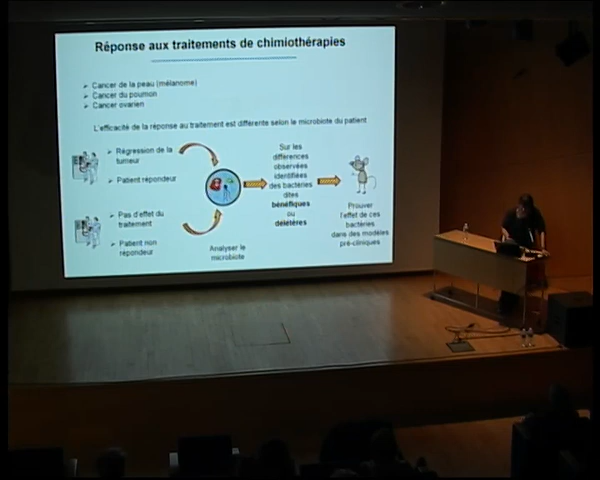 Réponse aux traitements de chimiothérapies
➢ Cancer de la peau (mélanome)
➢ Cancer du poumon
➢ Cancer ovarien
L'efficacité de la réponse au traitement est différente selon le microbiote du patient
➢ Régression de la
tumeur
➢ Patient répondeur
➢ Pas d'effet du
traitement
➢ Patient non
répondeur
Analyser le
microbiote
Sur les
différences
observées
identifiées
des bactéries
dites
bénéfiques
ou
délétères
Prouver
l'effet de ces
bactéries
dans des modèles
pré-cliniques